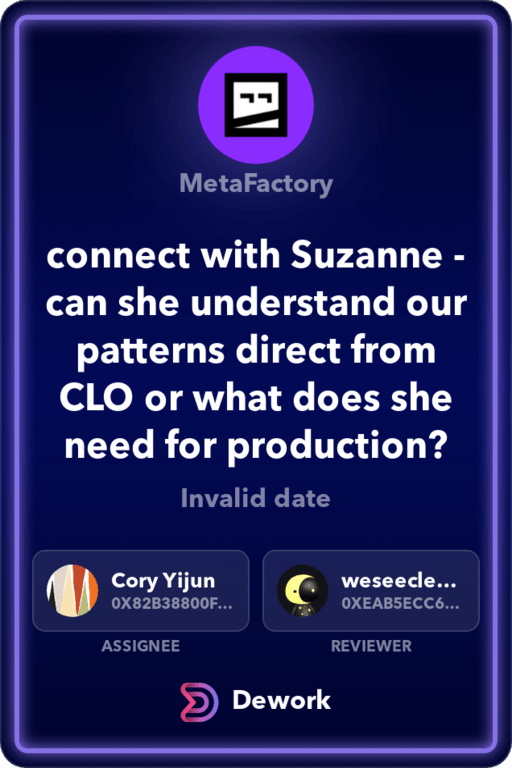 MetaFactory
connect with Suzanne -
can she understand our
patterns direct from
CLO or what does she
need for production?
Invalid date
Cory Yijun
0X82B38800F...
ASSIGNEE
weseecle...
0XEAB5ECC6...
REVIEWER
Dework